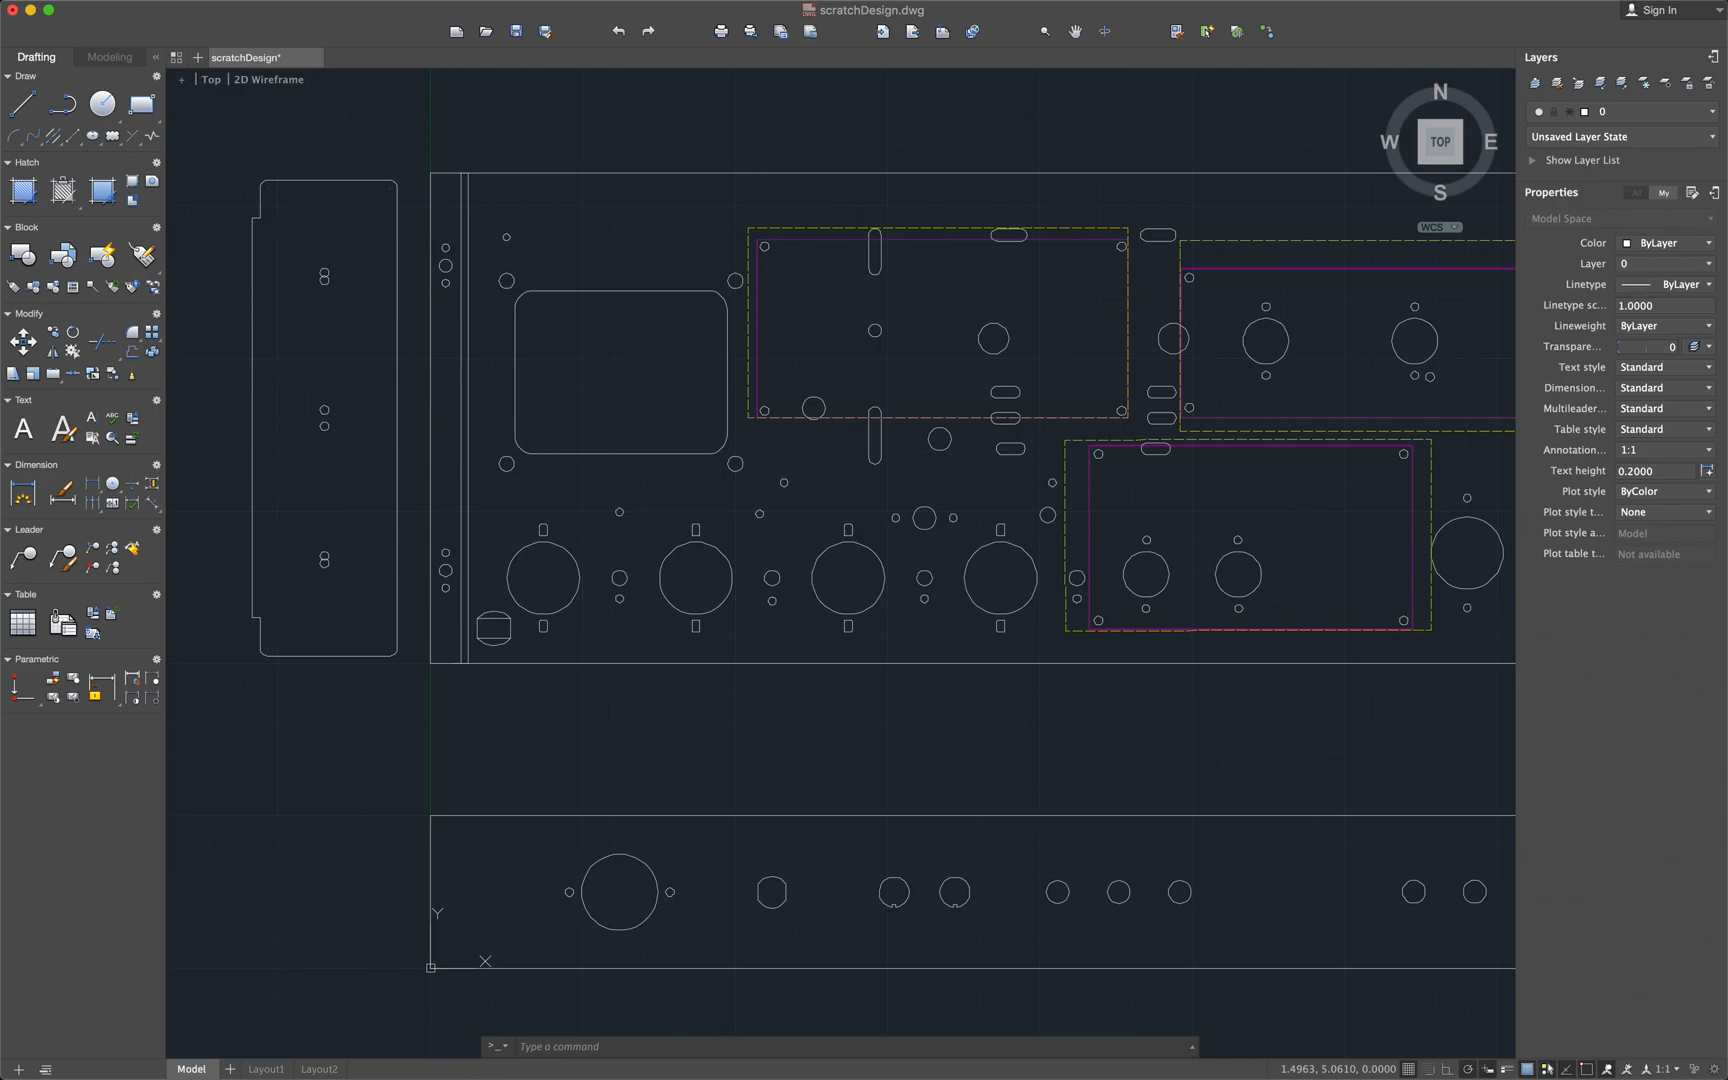 scratchDesign.dwg
Sign In
Drafting
Modeling
scratchDesign*
Layers
Draw
+ | Top | 2D Wireframe
N
W
TOP
E
S
WCS
0
Unsaved Layer State
Show Layer List
Hatch
Properties
All
My
Model Space
Block
Color
ByLayer
Layer
0
Linetype
ByLayer
Linetype sc...
1.0000
Modify
Lineweight
ByLayer
Transpare...
0
Text style
Standard
Dimension...
Standard
Text
Multileader...
Standard
Table style
Standard
Annotation...
1:1
Dimension
Text height
0.2000
Plot style
ByColor
Plot style t...
None
Leader
Plot style a...
Model
Plot table t...
Not available
Table
Parametric
Y
X
>_
Type a command
Model
Layout1
Layout2
1.4963, 5.0610, 0.0000
1:1